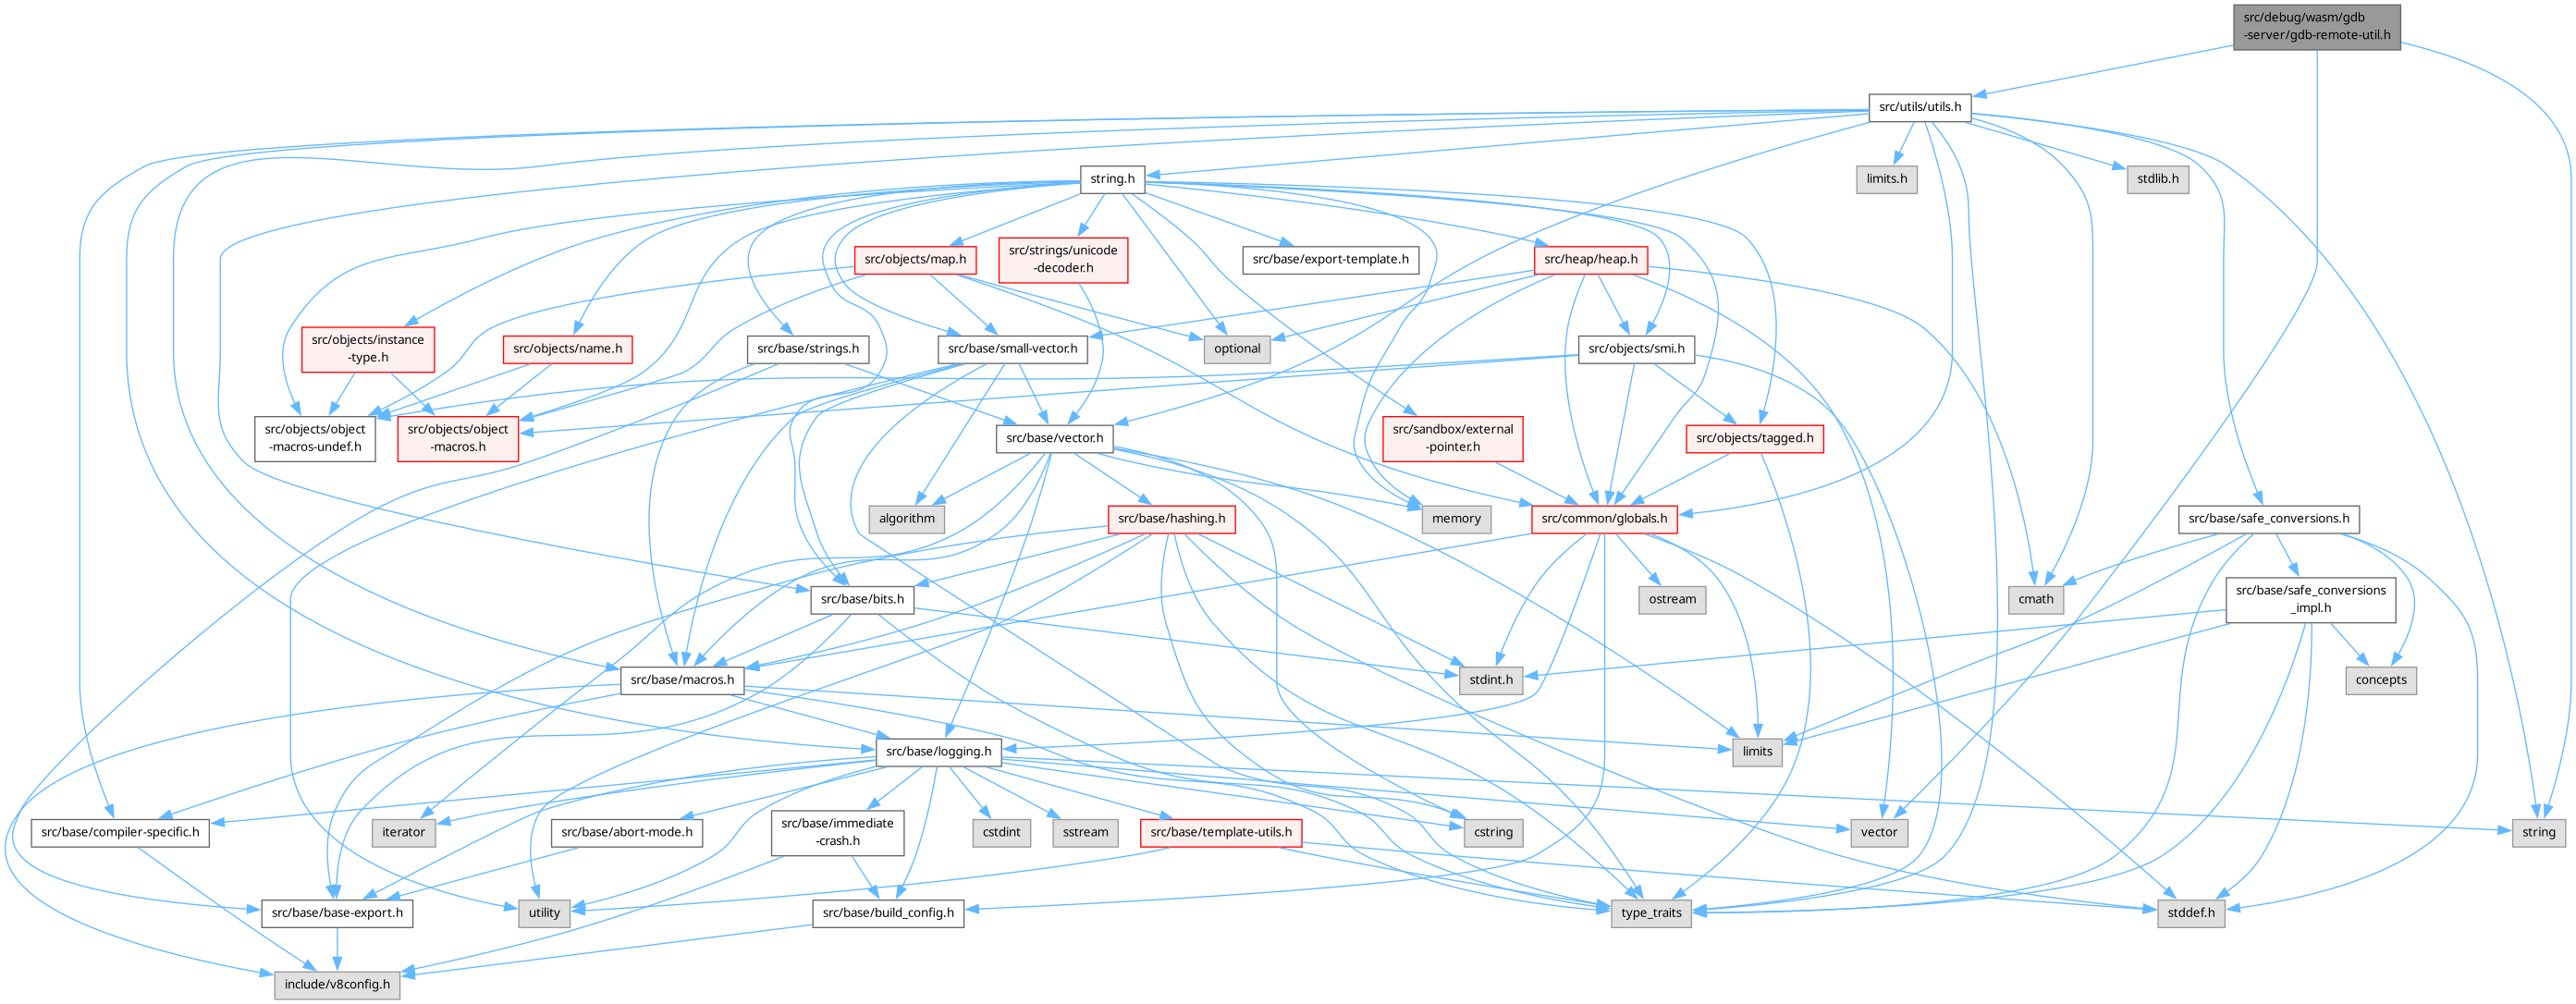 src/debug/wasm/gdb
-server/gdb-remote-util.h
src/utils/utils.h
string.h
limits.h
stdlib.h
src/objects/map.h
src/strings/unicode
-decoder.h
src/base/export-template.h
src/heap/heap.h
src/objects/instance
-type.h
src/objects/name.h
src/base/strings.h
src/base/small-vector.h
optional
src/objects/smi.h
src/objects/object
-macros-undef.h
src/objects/object
-macros.h
src/base/vector.h
src/sandbox/external
-pointer.h
src/objects/tagged.h
algorithm
src/base/hashing.h
memory
src/common/globals.h
src/base/safe_conversions.h
src/base/bits.h
ostream
cmath
src/base/safe_conversions
_impl.h
src/base/macros.h
stdint.h
concepts
src/base/logging.h
limits
src/base/compiler-specific.h
iterator
src/base/abort-mode.h
src/base/immediate
-crash.h
cstdint
sstream
src/base/template-utils.h
cstring
vector
string
src/base/base-export.h
utility
src/base/build_config.h
type_traits
stddef.h
include/v8config.h